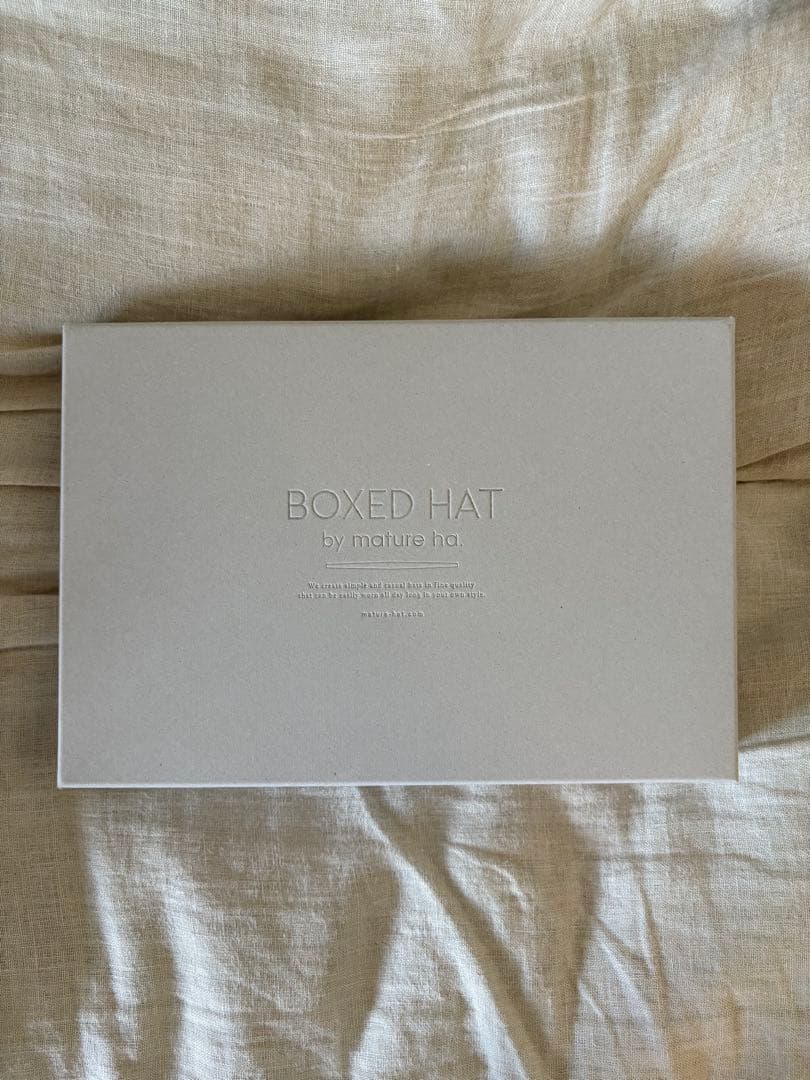 BOXED HAT
by mature ha.
We create simple and casual hats in fine quality
that can be easily worn all day long in your own style.
mature-hat.com